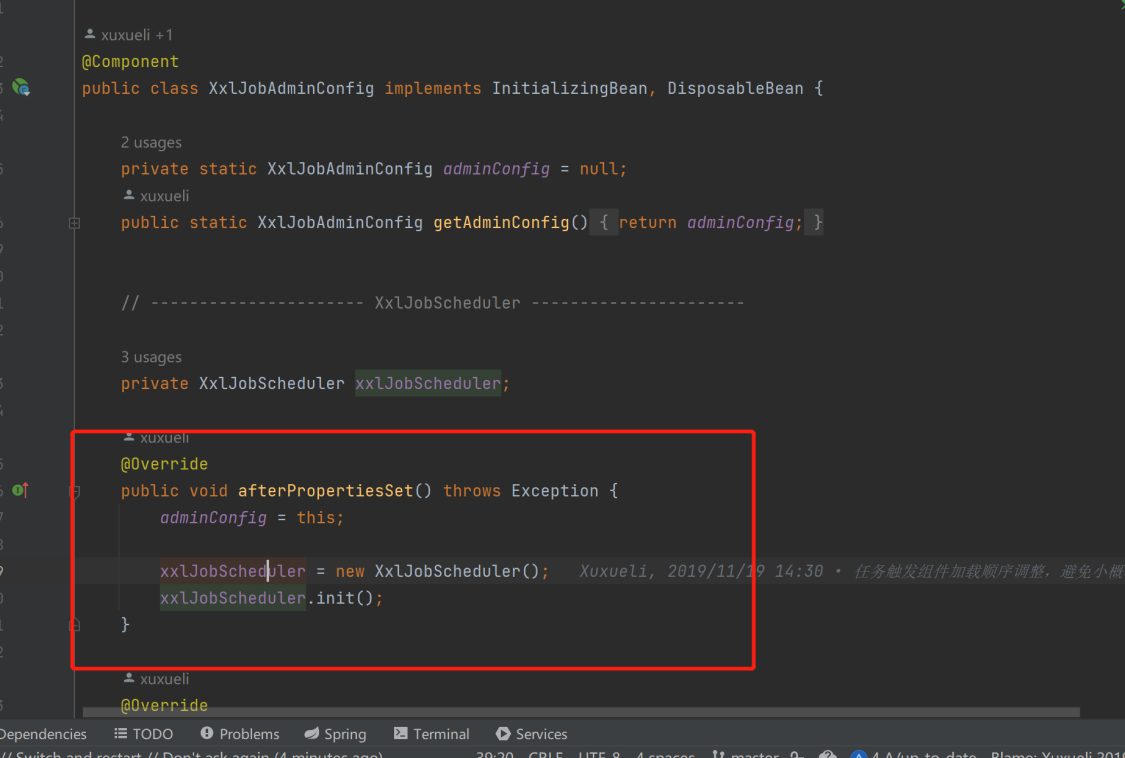 xuxueli +1
@Component
public class XxlJobAdminConfig implements InitializingBean, DisposableBean {
2 usages
private static XxlJobAdminConfig adminConfig = null;
xuxueli
public static XxlJobAdminConfig getAdminConfig() { return adminConfig; }
// ---------------------- XxlJobScheduler ----------------------
3 usages
private XxlJobScheduler xxlJobScheduler;
xuxueli
@Override
public void afterPropertiesSet() throws Exception {
adminConfig = this;
xxlJobScheduler = new XxlJobScheduler(); Xuxueli, 2019/11/19 14:30 • 任务触发组件加载顺序调整，避免小概
xxlJobScheduler.init();
}
xuxueli
@Override
Dependencies TODO Problems Spring Terminal Services
// Switch and restart // Don't ask again (4 minutes ago) 39:20 CRLF UTF-8 4 spaces master 4 Δ/up-to-date Blame: Xuxueli 201